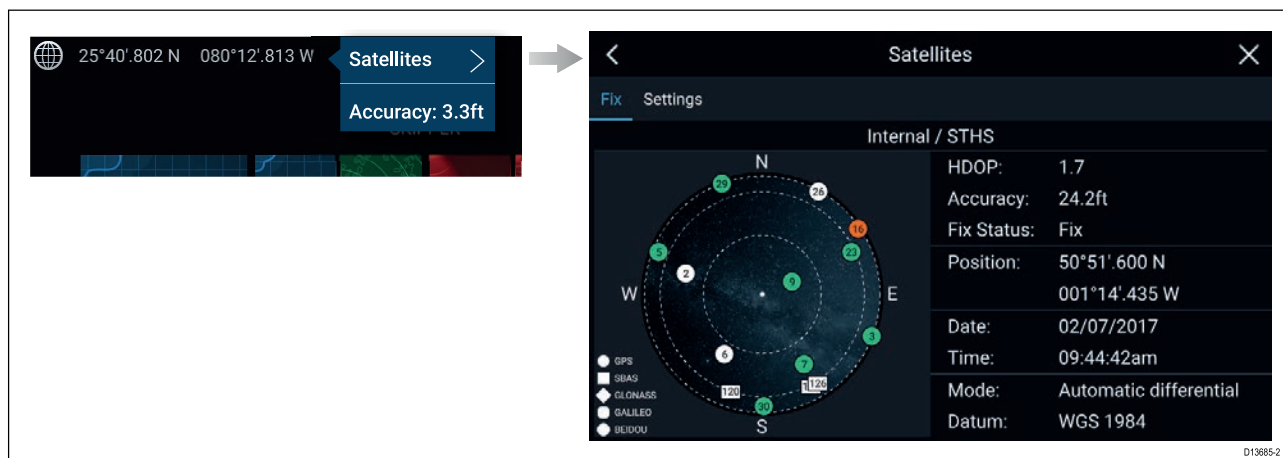 25°40'.802 N 080°12'.813 W
Satellites
Accuracy: 3.3ft
Satellites
Fix Settings
Internal / STHS
N
W
E
S
29
26
16
5
23
2
9
3
6
7
120
126
30
GPS
SBAS
GLONASS
GALILEO
BEIDOU
HDOP: 1.7
Accuracy: 24.2ft
Fix Status: Fix
Position: 50°51'.600 N
001°14'.435 W
Date: 02/07/2017
Time: 09:44:42am
Mode: Automatic differential
Datum: WGS 1984
D13685-2